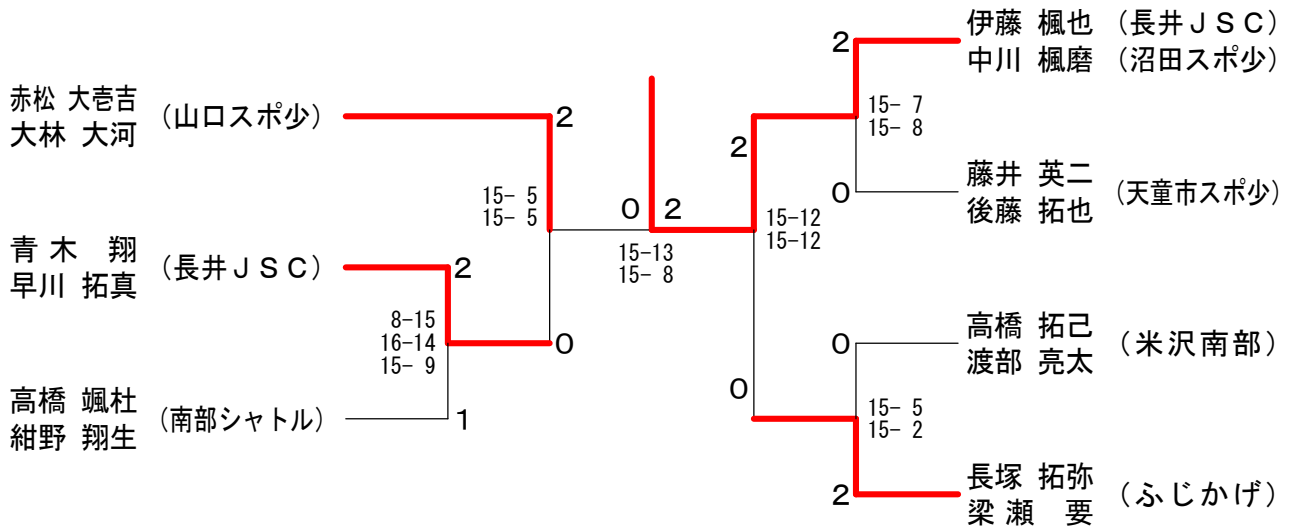 赤松 大壱吉
大林 大河
(山口スポ少)
2
15- 5
15- 5
青 木 翔
早川 拓真
(長井JSC)
2
8-15
16-14
15- 9
0
高橋 颯杜
紺野 翔生
(南部シャトル)
1
0 2
15-13
15- 8
伊藤 楓也 (長井JSC)
中川 楓磨 (沼田スポ少)
2
15- 7
15- 8
2
藤井 英二
後藤 拓也
(天童市スポ少)
0
15-12
15-12
高橋 拓己
渡部 亮太
(米沢南部)
0
0
15- 5
15- 2
長塚 拓弥
梁 瀬 要
(ふじかげ)
2